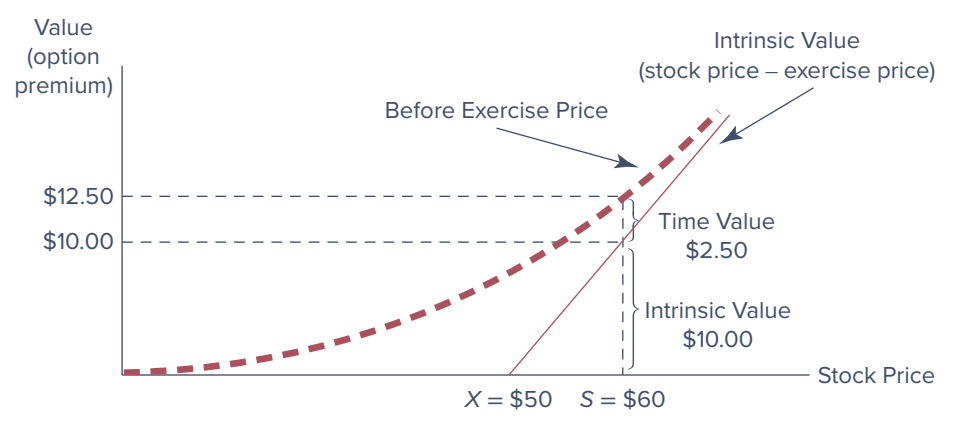 Value
(option
premium)
Intrinsic Value
(stock price – exercise price)
Before Exercise Price
$12.50
$10.00
Time Value
$2.50
Intrinsic Value
$10.00
Stock Price
X = $50
S = $60